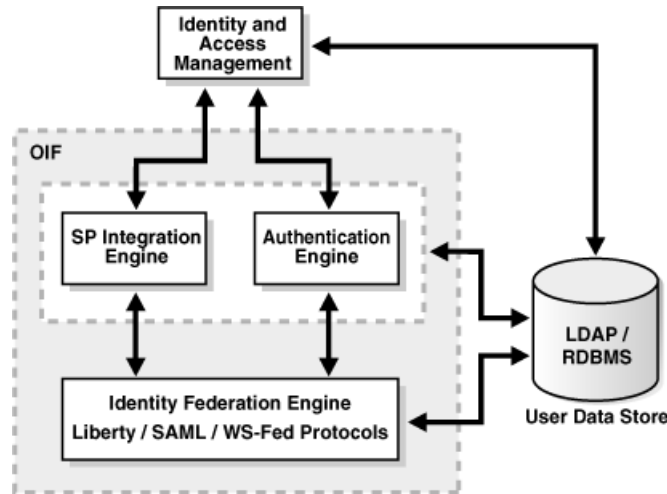 Identity and
Access
Management
OIF
SP Integration
Engine
Authentication
Engine
LDAP /
RDBMS
User Data Store
Identity Federation Engine
Liberty / SAML / WS-Fed Protocols